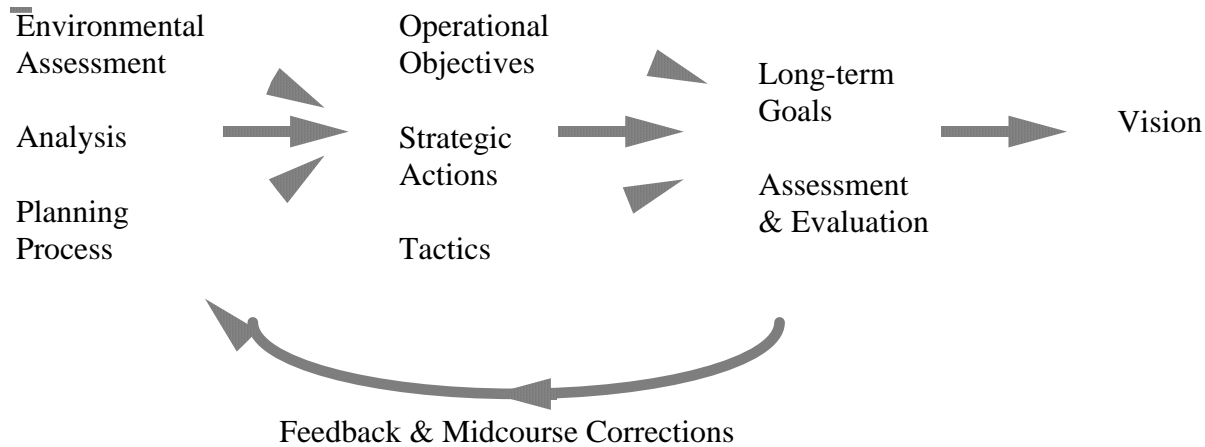 Environmental
Assessment
Analysis
Planning
Process
Operational
Objectives
Strategic
Actions
Tactics
Long-term
Goals
Assessment
& Evaluation
Vision
Feedback & Midcourse Corrections